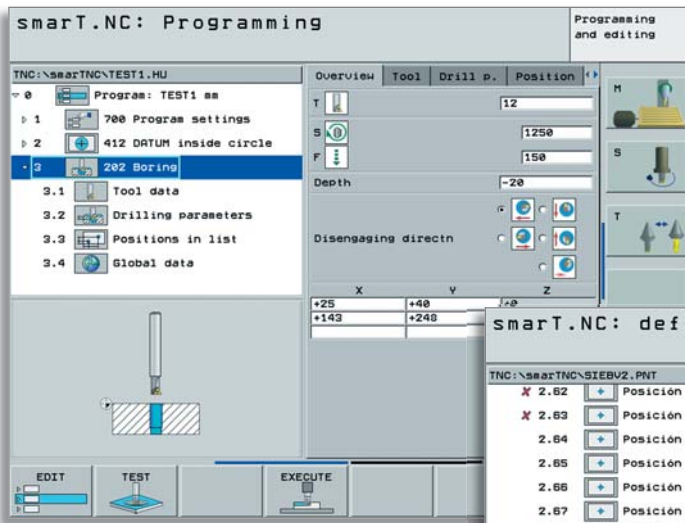 smarT.NC: Programming
Programming
and editing
TNC:\smarTNC\TEST1.HU
0 Program: TEST1 mm
1 700 Program settings
2 412 DATUM inside circle
3 202 Boring
3.1 Tool data
3.2 Drilling parameters
3.3 Positions in list
3.4 Global data
Overview Tool Drill p. Position
T 12
S 1250
F 150
Depth -20
Disengaging directn
X Y Z
+25 +40 +0
+143 +248
M
S
T
EDIT TEST EXECUTE
smarT.NC: def
TNC:\smarTNC\SIEBV2.PNT
2.62 Posición
2.63 Posición
2.64 Posición
2.65 Posición
2.66 Posición
2.67 Posición